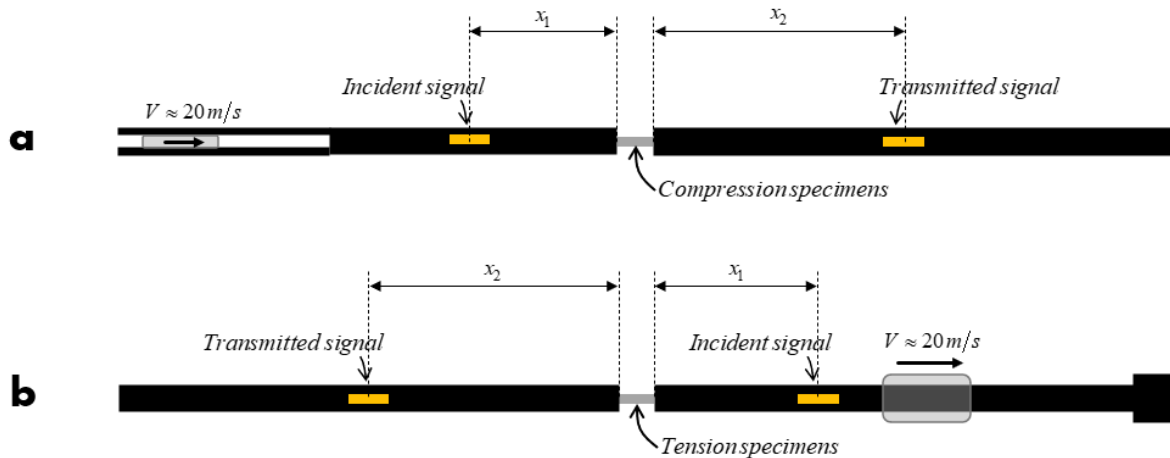 x₁
x₂
Incident signal
Transmitted signal
V ≈ 20 m/s
a
Compression specimens
x₂
x₁
Transmitted signal
Incident signal
V ≈ 20 m/s
b
Tension specimens